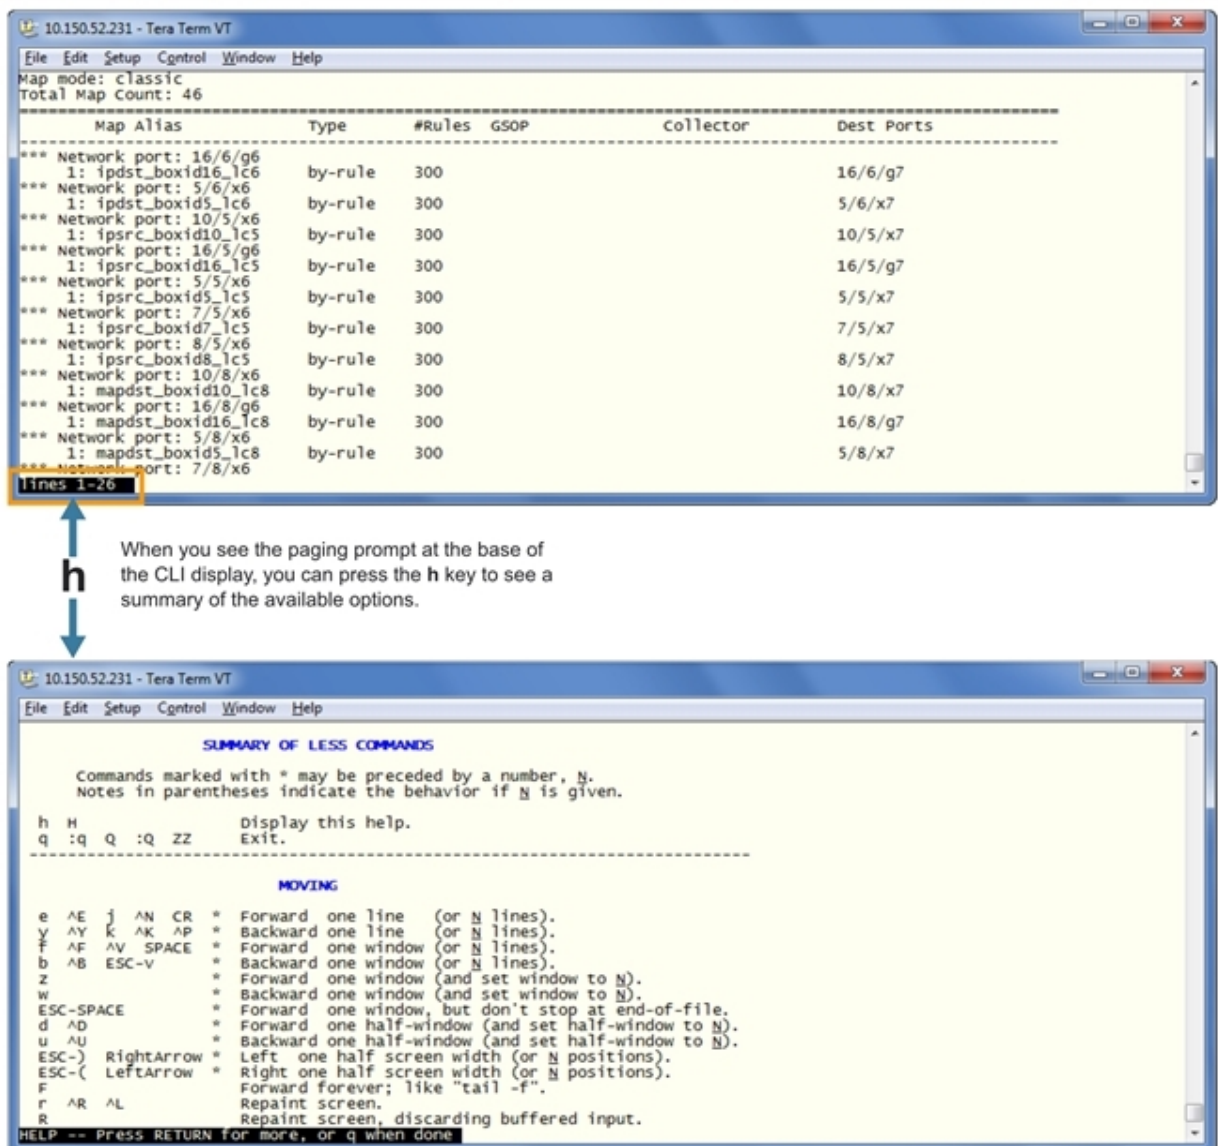 10.150.52.231 - Tera Term VT
File Edit Setup Control Window Help
Map mode: classic
Total Map Count: 46
================================================================================
Map Alias Type #Rules GSOP Collector Dest Ports
--------------------------------------------------------------------------------
*** Network port: 16/6/g6
1: ipdst_boxid16_lc6 by-rule 300 16/6/g7
*** Network port: 5/6/x6
1: ipdst_boxid5_lc6 by-rule 300 5/6/x7
*** Network port: 10/5/x6
1: ipsrc_boxid10_lc5 by-rule 300 10/5/x7
*** Network port: 16/5/g6
1: ipsrc_boxid16_lc5 by-rule 300 16/5/g7
*** Network port: 5/5/x6
1: ipsrc_boxid5_lc5 by-rule 300 5/5/x7
*** Network port: 7/5/x6
1: ipsrc_boxid7_lc5 by-rule 300 7/5/x7
*** Network port: 8/5/x6
1: ipsrc_boxid8_lc5 by-rule 300 8/5/x7
*** Network port: 10/8/x6
1: mapdst_boxid10_lc8 by-rule 300 10/8/x7
*** Network port: 16/8/g6
1: mapdst_boxid16_lc8 by-rule 300 16/8/g7
*** Network port: 5/8/x6
1: mapdst_boxid5_lc8 by-rule 300 5/8/x7
*** Network port: 7/8/x6
lines 1-26
h
When you see the paging prompt at the base of
the CLI display, you can press the h key to see a
summary of the available options.
10.150.52.231 - Tera Term VT
File Edit Setup Control Window Help
SUMMARY OF LESS COMMANDS
Commands marked with * may be preceded by a number, N.
Notes in parentheses indicate the behavior if N is given.
h H Display this help.
q :q Q :Q ZZ Exit.
--------------------------------------------------------------------------------
MOVING
e ^E j ^N CR * Forward one line (or N lines).
y ^Y k ^K ^P * Backward one line (or N lines).
f ^F ^V SPACE * Forward one window (or N lines).
b ^B ESC-v * Backward one window (or N lines).
z * Forward one window (and set window to N).
w * Backward one window (and set window to N).
ESC-SPACE * Forward one window, but don't stop at end-of-file.
d ^D * Forward one half-window (and set half-window to N).
u ^U * Backward one half-window (and set half-window to N).
ESC-) RightArrow * Left one half screen width (or N positions).
ESC-( LeftArrow * Right one half screen width (or N positions).
F Forward forever; like "tail -f".
r ^R ^L Repaint screen.
R Repaint screen, discarding buffered input.
HELP -- Press RETURN for more, or q when done